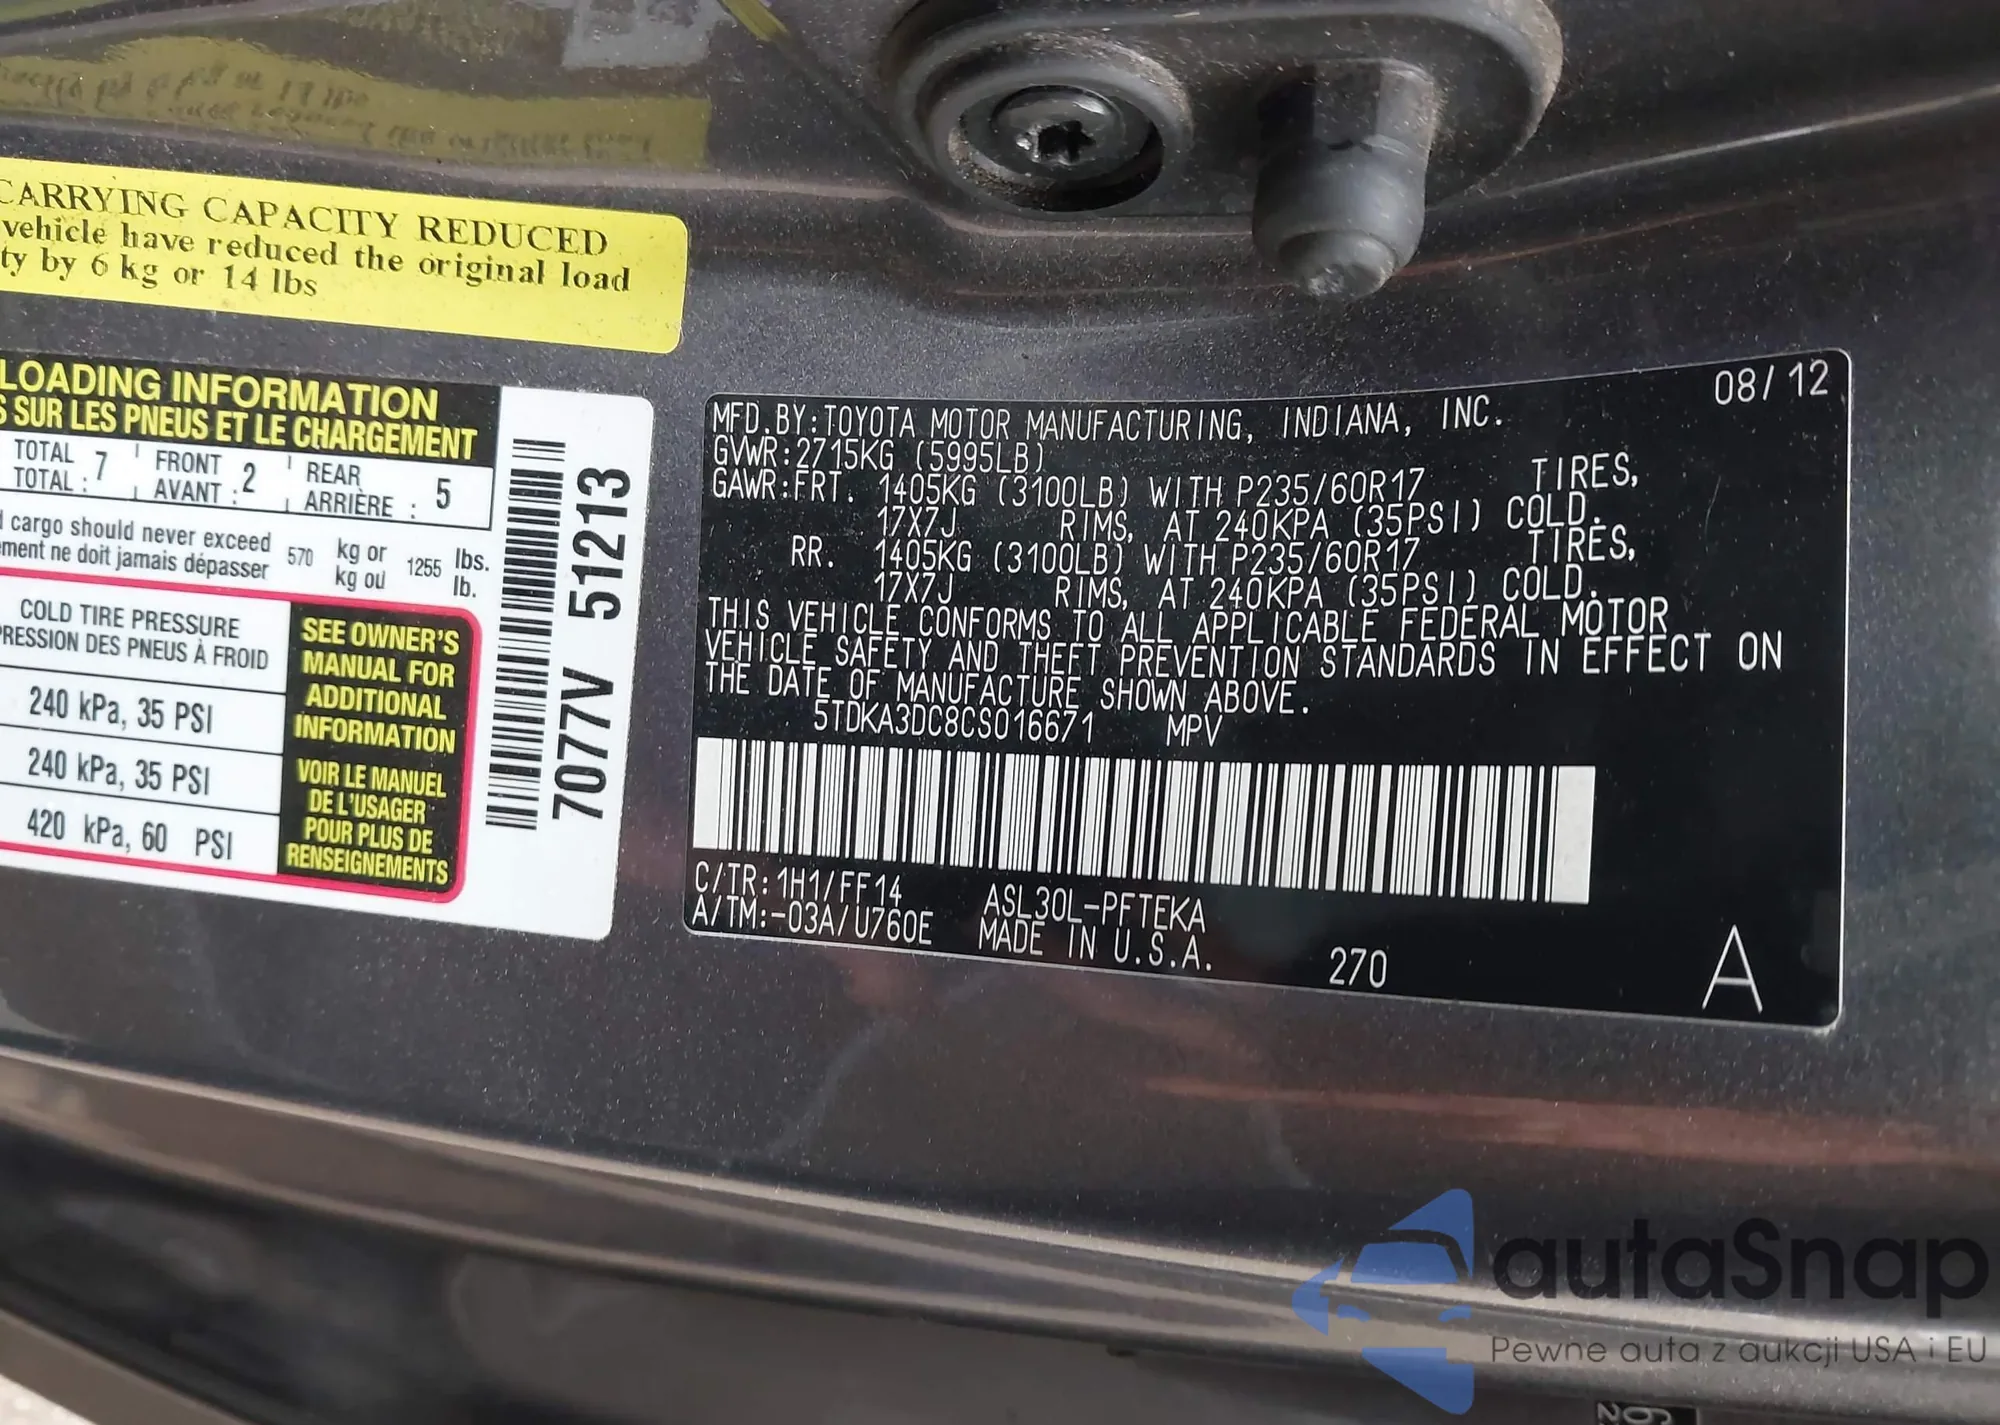 CARRYING CAPACITY REDUCED
vehicle have reduced the original load
ty by 6 kg or 14 lbs
LOADING INFORMATION
S SUR LES PNEUS ET LE CHARGEMENT
TOTAL 7 FRONT 2 REAR 5
TOTAL : AVANT : ARRIÈRE :
cargo should never exceed 570 kg or 1255 lbs.
ment ne doit jamais dépasser kg ou lb.
COLD TIRE PRESSURE
PRESSION DES PNEUS À FROID
240 kPa, 35 PSI
240 kPa, 35 PSI
420 kPa, 60 PSI
SEE OWNER'S
MANUAL FOR
ADDITIONAL
INFORMATION
VOIR LE MANUEL
DE L'USAGER
POUR PLUS DE
RENSEIGNEMENTS
7077V 51213
08/12
MFD.BY:TOYOTA MOTOR MANUFACTURING, INDIANA, INC.
GVWR:2715KG (5995LB)
GAWR:FRT. 1405KG (3100LB) WITH P235/60R17 TIRES,
17X7J RIMS, AT 240KPA (35PSI) COLD.
RR. 1405KG (3100LB) WITH P235/60R17 TIRES,
17X7J RIMS, AT 240KPA (35PSI) COLD.
THIS VEHICLE CONFORMS TO ALL APPLICABLE FEDERAL MOTOR
VEHICLE SAFETY AND THEFT PREVENTION STANDARDS IN EFFECT ON
THE DATE OF MANUFACTURE SHOWN ABOVE.
5TDKA3DC8CS016671 MPV
C/TR:1H1/FF14 ASL30L-PFTEKA
A/TM:-03A/U760E MADE IN U.S.A.
270
A
autaSnap
Pewne auta z aukcji USA i EU